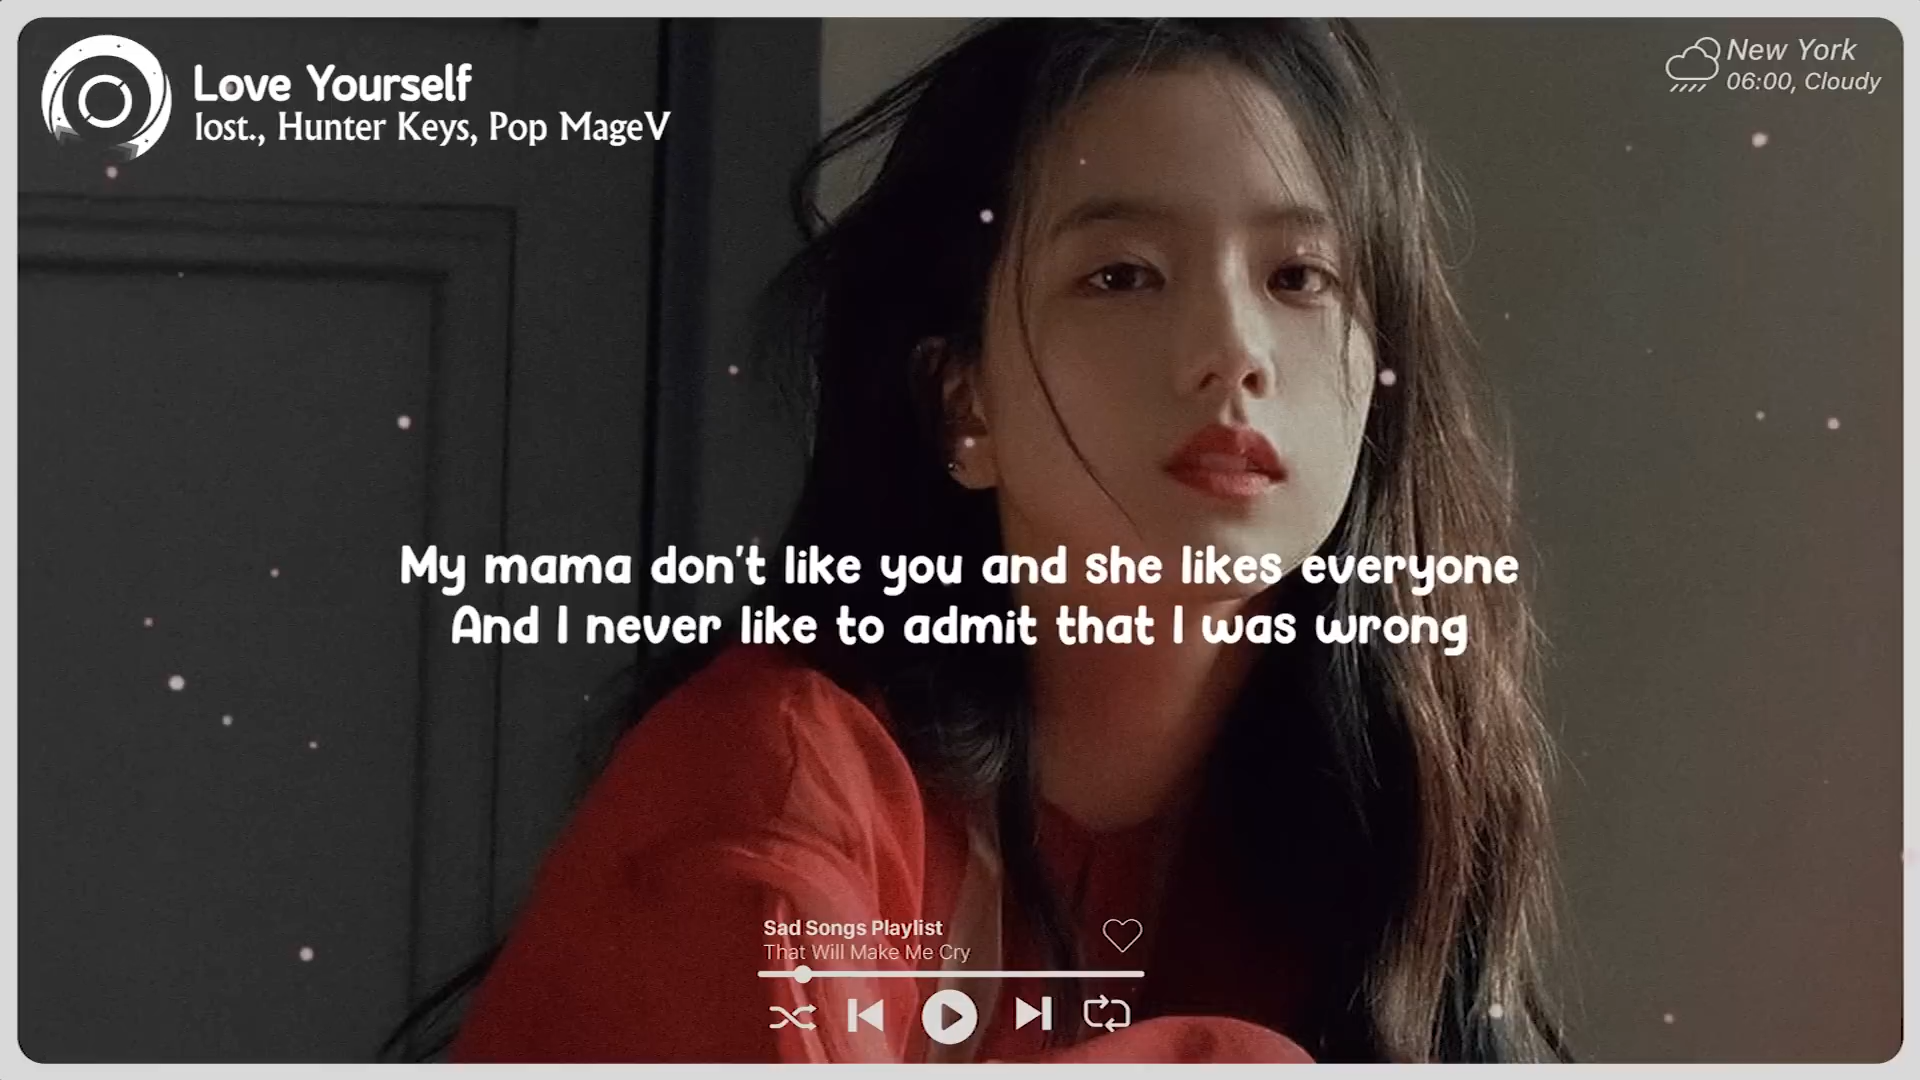 Love Yourself
lost., Hunter Keys, Pop MageV
New York
06:00, Cloudy
My mama don't like you and she likes everyone
And I never like to admit that I was wrong
Sad Songs Playlist
That Will Make Me Cry